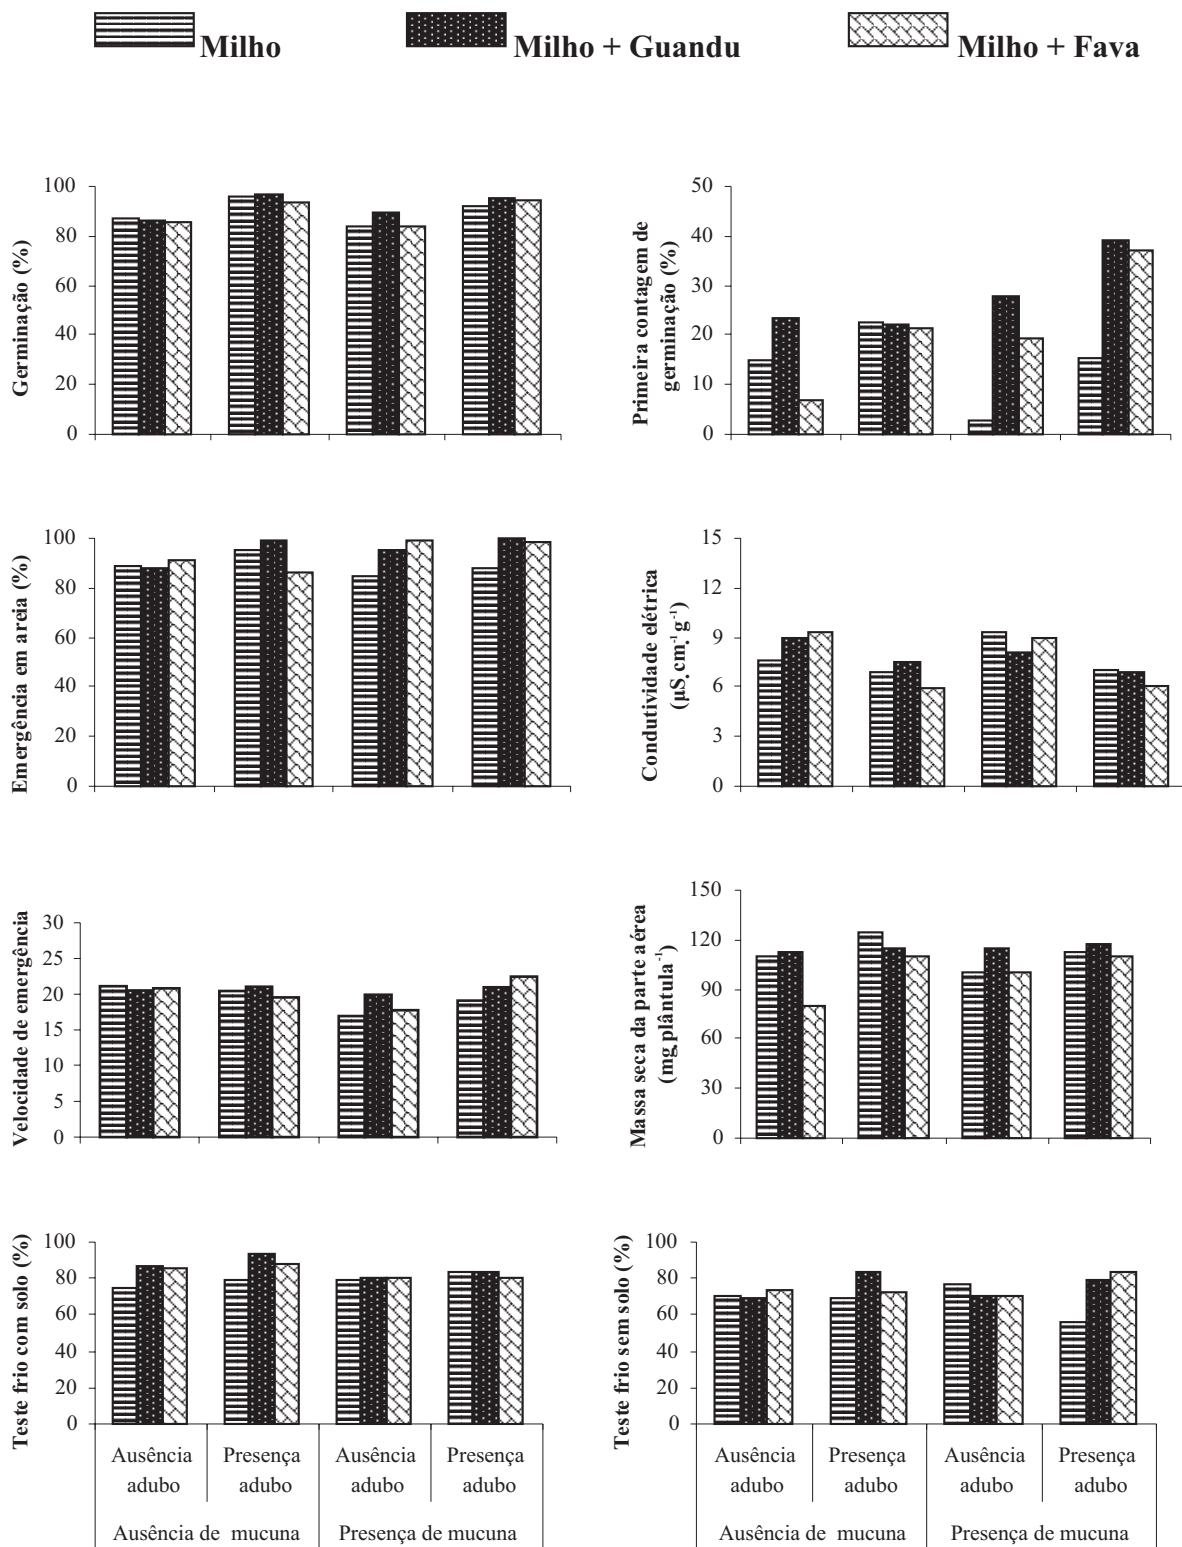 Milho
Milho + Guandu
Milho + Fava
Germinação (%)
100
80
60
40
20
0
Primeira contagem de
germinação (%)
50
40
30
20
10
0
Emergência em areia (%)
100
80
60
40
20
0
Condutividade elétrica
(µS. cm⁻¹.g⁻¹)
15
12
9
6
3
0
Velocidade de emergência
30
25
20
15
10
5
0
Massa seca da parte aérea
(mg.plântula⁻¹)
150
120
90
60
30
0
Teste frio com solo (%)
100
80
60
40
20
0
Ausência adubo
Presença adubo
Ausência adubo
Presença adubo
Ausência de mucuna
Presença de mucuna
Teste frio sem solo (%)
100
80
60
40
20
0
Ausência adubo
Presença adubo
Ausência adubo
Presença adubo
Ausência de mucuna
Presença de mucuna